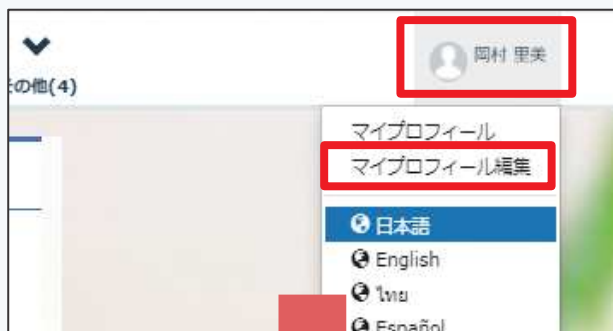 岡村 里美
その他(4)
マイプロフィール
マイプロフィール編集
日本語
English
ไทย
Español